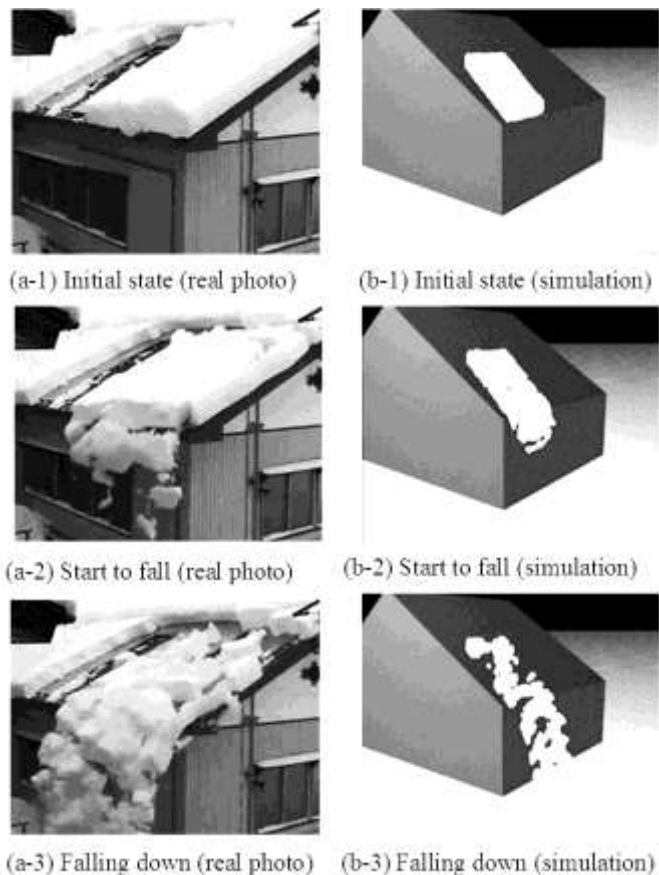 (a-1) Initial state (real photo)
(b-1) Initial state (simulation)
(a-2) Start to fall (real photo)
(b-2) Start to fall (simulation)
(a-3) Falling down (real photo)
(b-3) Falling down (simulation)